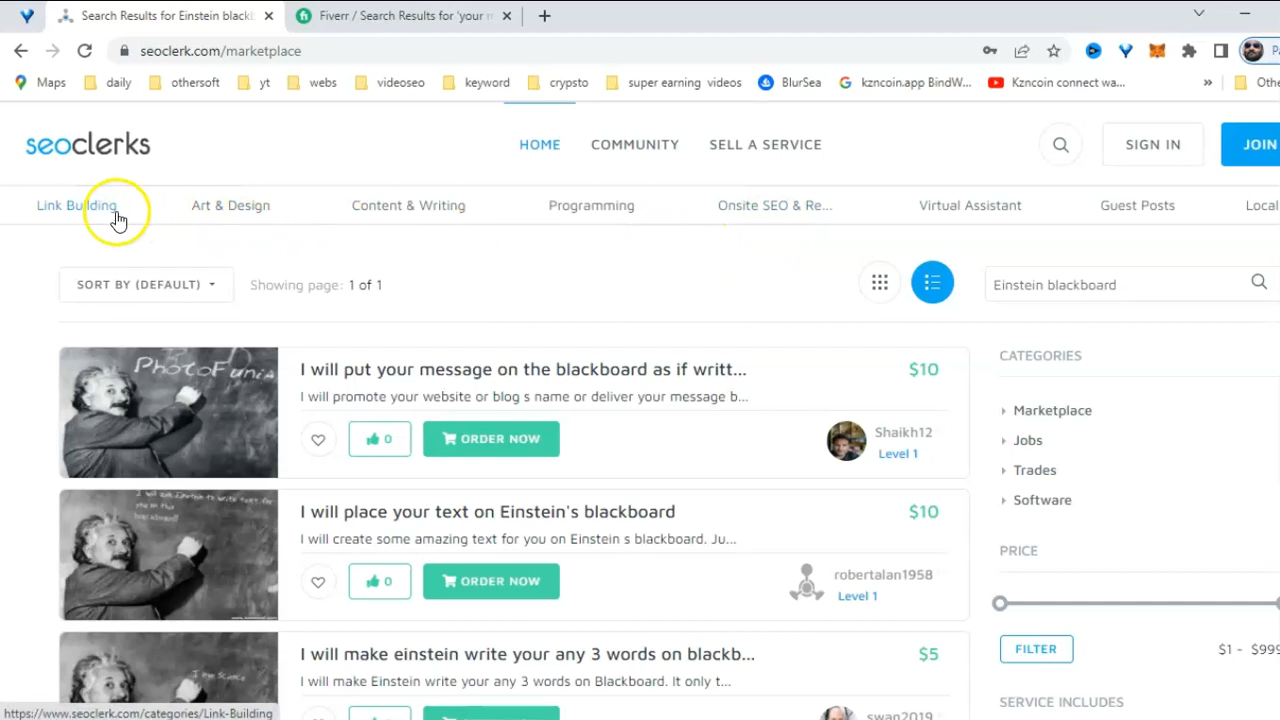 Search Results for Einstein blackb
Fiverr / Search Results for 'your m
seoclerk.com/marketplace
Maps
daily
othersoft
yt
webs
videoseo
keyword
crypsto
super earning videos
BlurSea
kzncoin.app BindW...
Kzncoin connect wa...
»
Othe
seoclerks
HOME
COMMUNITY
SELL A SERVICE
SIGN IN
JOIN
Link Building
Art & Design
Content & Writing
Programming
Onsite SEO & Re...
Virtual Assistant
Guest Posts
Local
SORT BY (DEFAULT)
Showing page: 1 of 1
Einstein blackboard
PhotoFunia
I will put your message on the blackboard as if writt...
$10
I will promote your website or blog s name or deliver your message b...
0
ORDER NOW
Shaikh12
Level 1
I will place your text on Einstein's blackboard
$10
I will create some amazing text for you on Einstein s blackboard. Ju...
0
ORDER NOW
robertalan1958
Level 1
I will make einstein write your any 3 words on blackb...
$5
I will make Einstein write your any 3 words on Blackboard. It only t...
swan2019
CATEGORIES
Marketplace
Jobs
Trades
Software
PRICE
FILTER
$1 - $999
SERVICE INCLUDES
https://www.seoclerk.com/categories/Link-Building